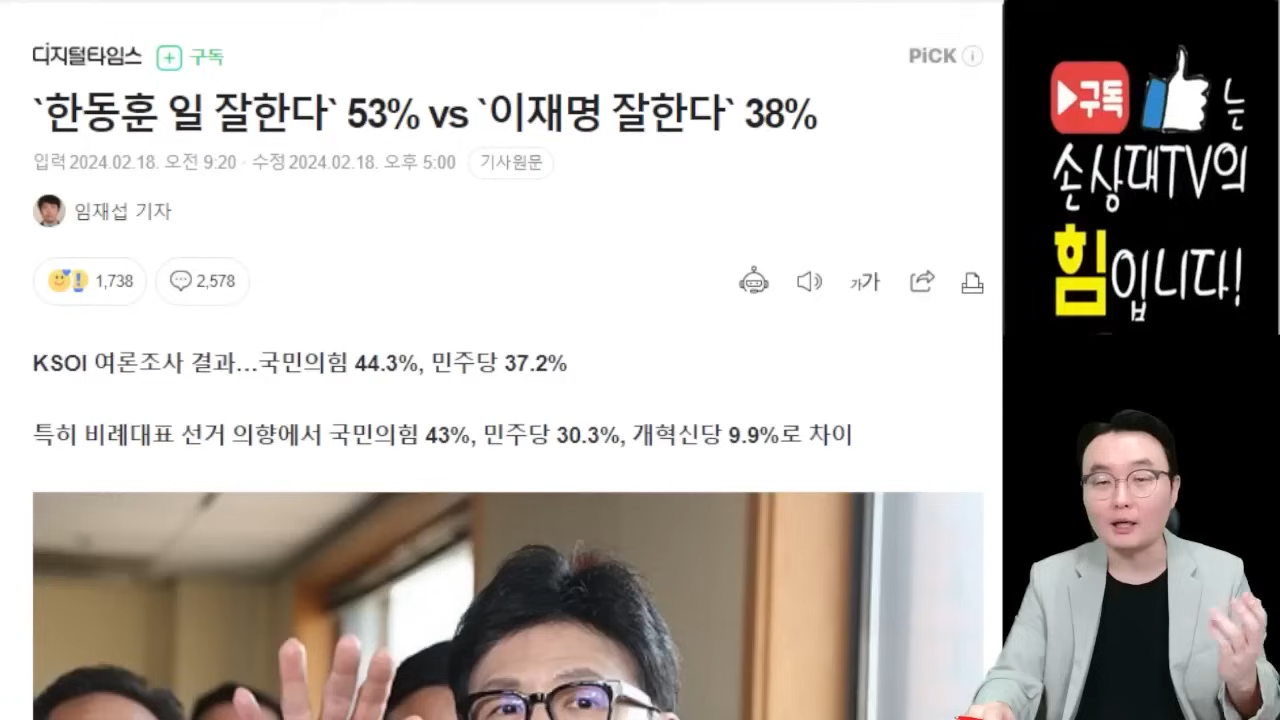 디지털타임스 구독
PiCK
`한동훈 일 잘한다` 53% vs `이재명 잘한다` 38%
입력 2024.02.18. 오전 9:20 · 수정 2024.02.18. 오후 5:00 기사원문
임재섭 기자
1,738 2,578
가가
KSOI 여론조사 결과…국민의힘 44.3%, 민주당 37.2%
특히 비례대표 선거 의향에서 국민의힘 43%, 민주당 30.3%, 개혁신당 9.9%로 차이
구독 는
손상대TV의
힘입니다!